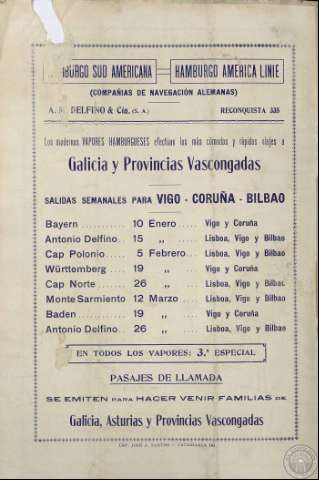 HAMBURGO SUD AMERICANA — HAMBURGO AMERICA LINIE
(COMPAÑIAS DE NAVEGACIÓN ALEMANAS)
A. M. DELFINO & Cía. (S. A.) RECONQUISTA 335
Los modernos VAPORES HAMBURGUESES efectúan los más cómodos y rápidos viajes a
Galicia y Provincias Vascongadas
SALIDAS SEMANALES PARA VIGO - CORUÑA - BILBAO
Bayern 10 Enero Vigo y Coruña
Antonio Delfino 15 „ Lisboa, Vigo y Bilbao
Cap Polonio 5 Febrero Lisboa, Vigo y Bilbao
Württemberg 19 „ Vigo y Coruña
Cap Norte 26 „ Lisboa, Vigo y Bilbao
Monte Sarmiento 12 Marzo Lisboa, Vigo y Bilbao
Baden 19 „ Vigo y Coruña
Antonio Delfino 26 „ Lisboa, Vigo y Bilbao
EN TODOS LOS VAPORES: 3.ª ESPECIAL
PASAJES DE LLAMADA
SE EMITEN PARA HACER VENIR FAMILIAS DE
Galicia, Asturias y Provincias Vascongadas
IMP. JOSÉ